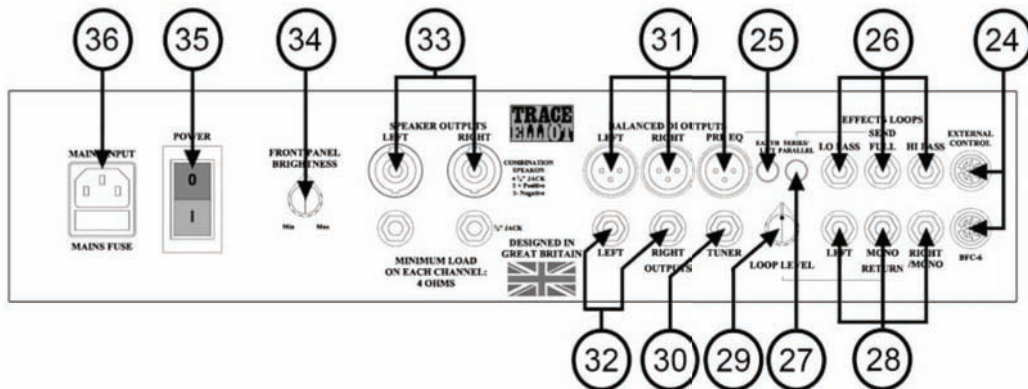 36 35 34 33 31 25 26 24
MAINS INPUT
MAINS FUSE
POWER
0
I
FRONT PANEL
BRIGHTNESS
Min Max
SPEAKER OUTPUTS
LEFT RIGHT
COMBINATION
SPEAKON
+ ¼" JACK
1 + Positive
1- Negative
¼" JACK
MINIMUM LOAD
ON EACH CHANNEL:
4 OHMS
TRACE
ELLIOT
DESIGNED IN
GREAT BRITAIN
BALANCED DI OUTPUTS
LEFT RIGHT PRE EQ
LEFT RIGHT TUNER
OUTPUTS
EARTH
LIFT
SERIES/
PARALLEL
LOOP LEVEL
EFFECTS LOOPS
SEND
LO PASS FULL HI PASS
LEFT MONO RIGHT
/MONO
RETURN
EXTERNAL
CONTROL
BFC-6
32 30 29 27 28